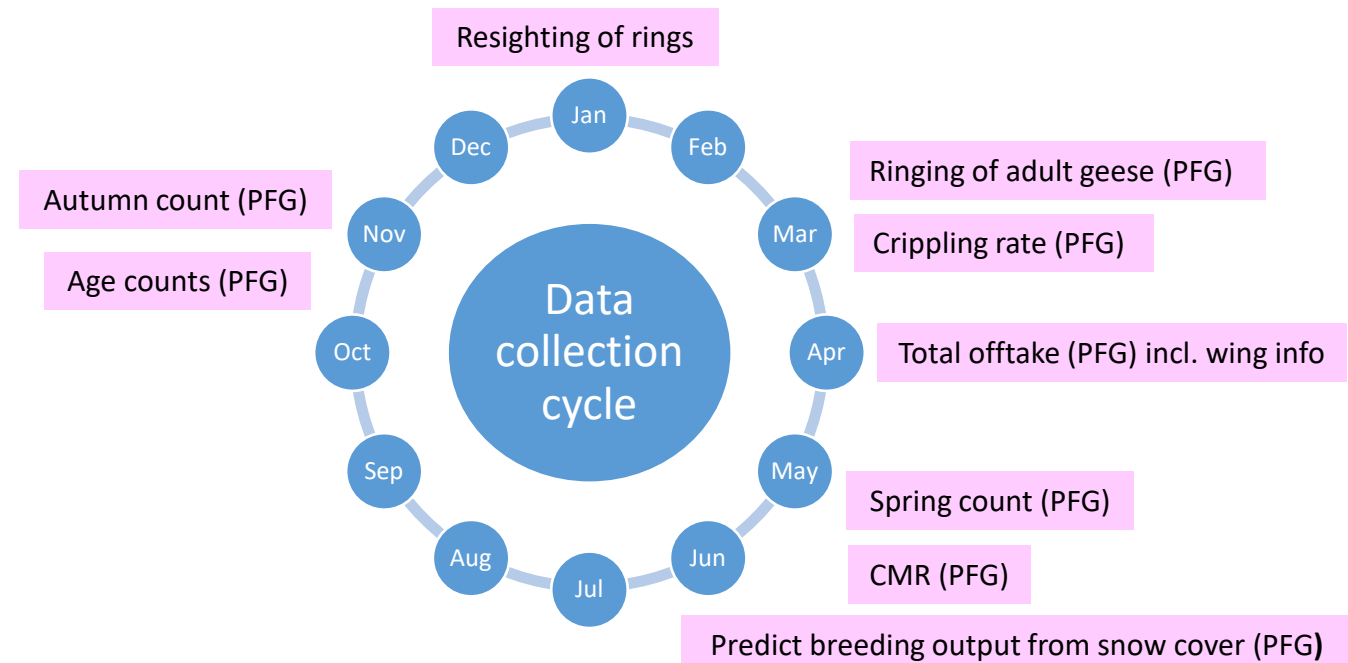 Resighting of rings
Jan
Dec
Feb
Ringing of adult geese (PFG)
Autumn count (PFG)
Nov
Mar
Crippling rate (PFG)
Age counts (PFG)
Data
collection
cycle
Oct
Apr
Total offtake (PFG) incl. wing info
Sep
May
Spring count (PFG)
Aug
Jun
CMR (PFG)
Jul
Predict breeding output from snow cover (PFG)